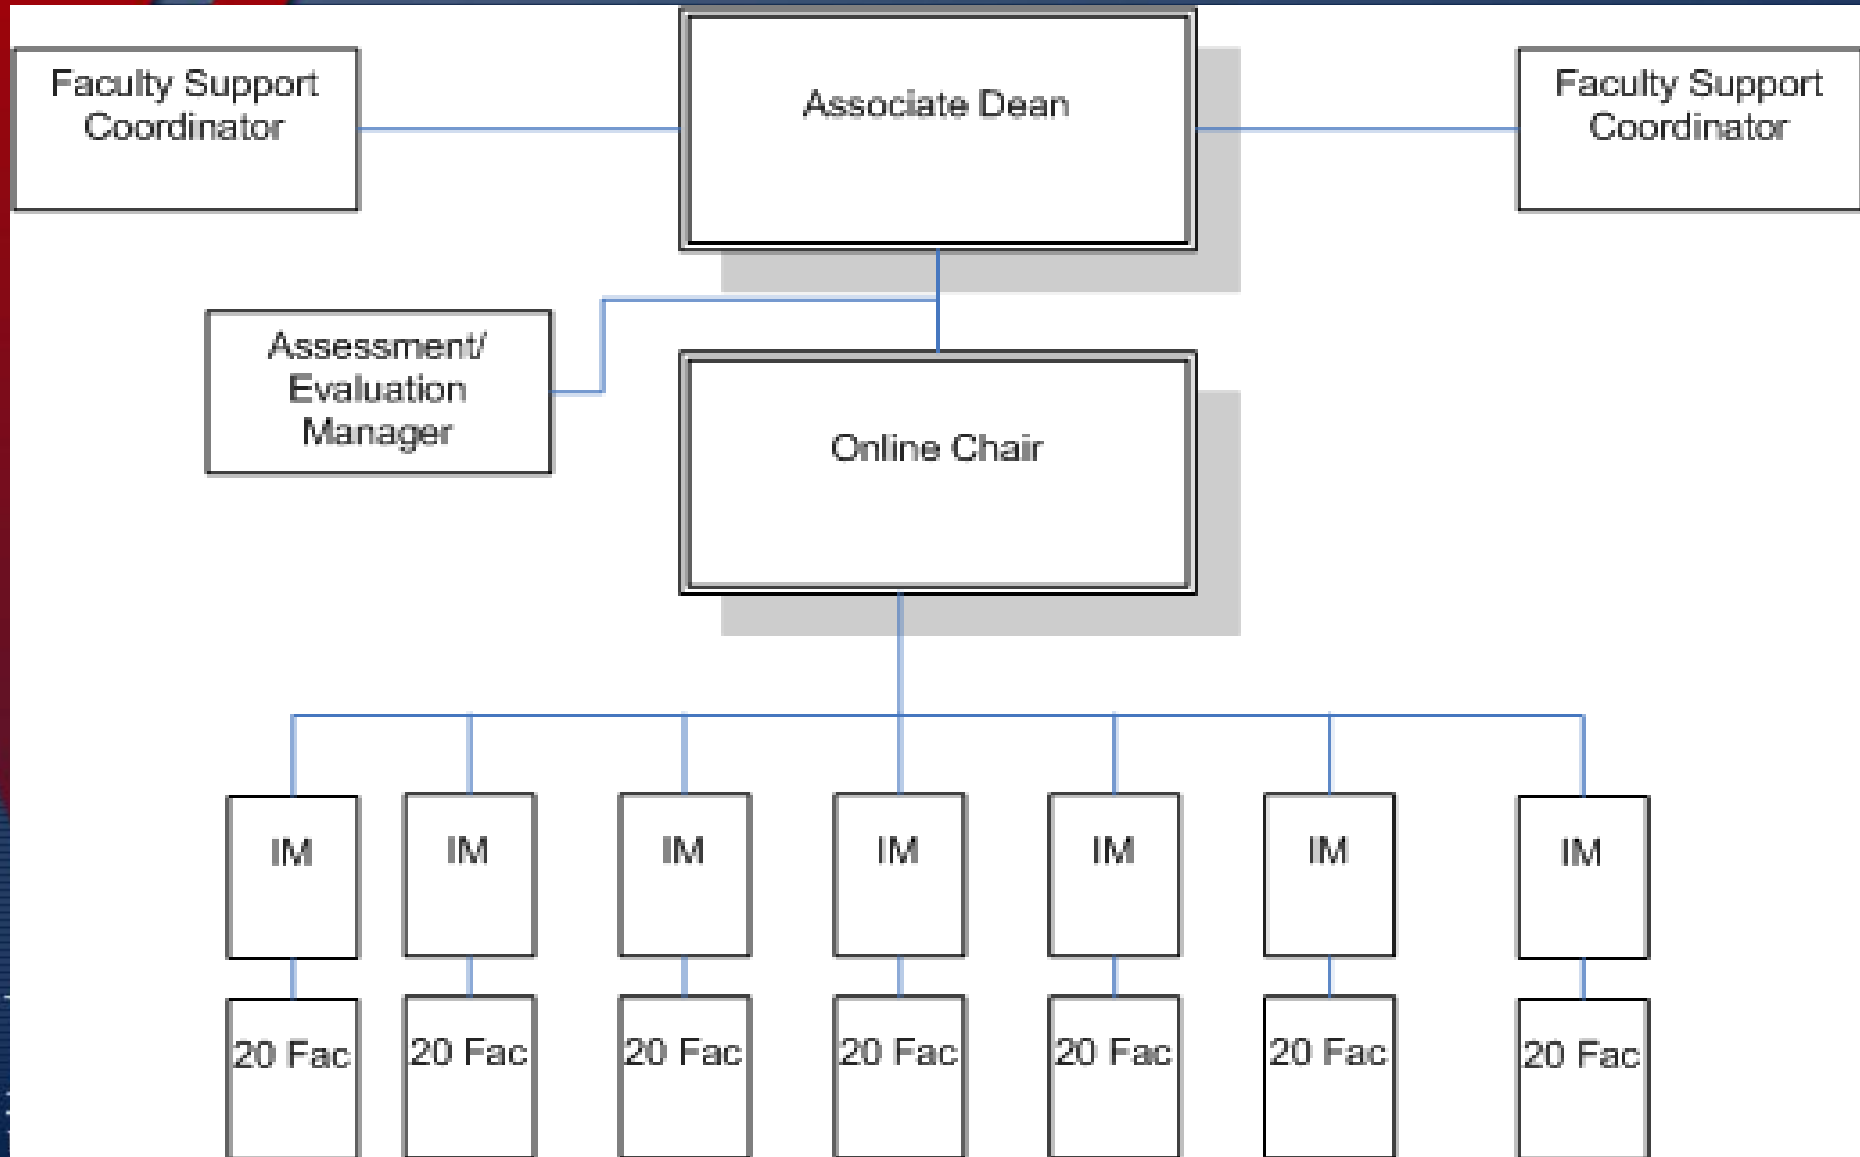 Faculty Support
Coordinator
Associate Dean
Faculty Support
Coordinator
Assessment/
Evaluation
Manager
Online Chair
IM
IM
IM
IM
IM
IM
IM
20 Fac
20 Fac
20 Fac
20 Fac
20 Fac
20 Fac
20 Fac